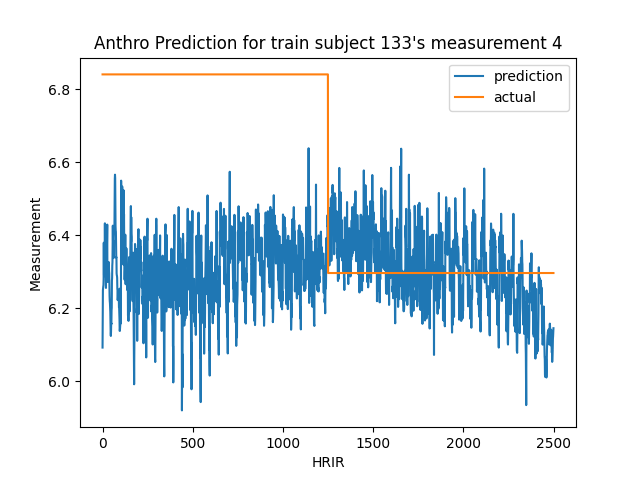 Anthro Prediction for train subject 133's measurement 4
prediction
actual
Measurement
6.8
6.6
6.4
6.2
6.0
0
500
1000
1500
2000
2500
HRIR